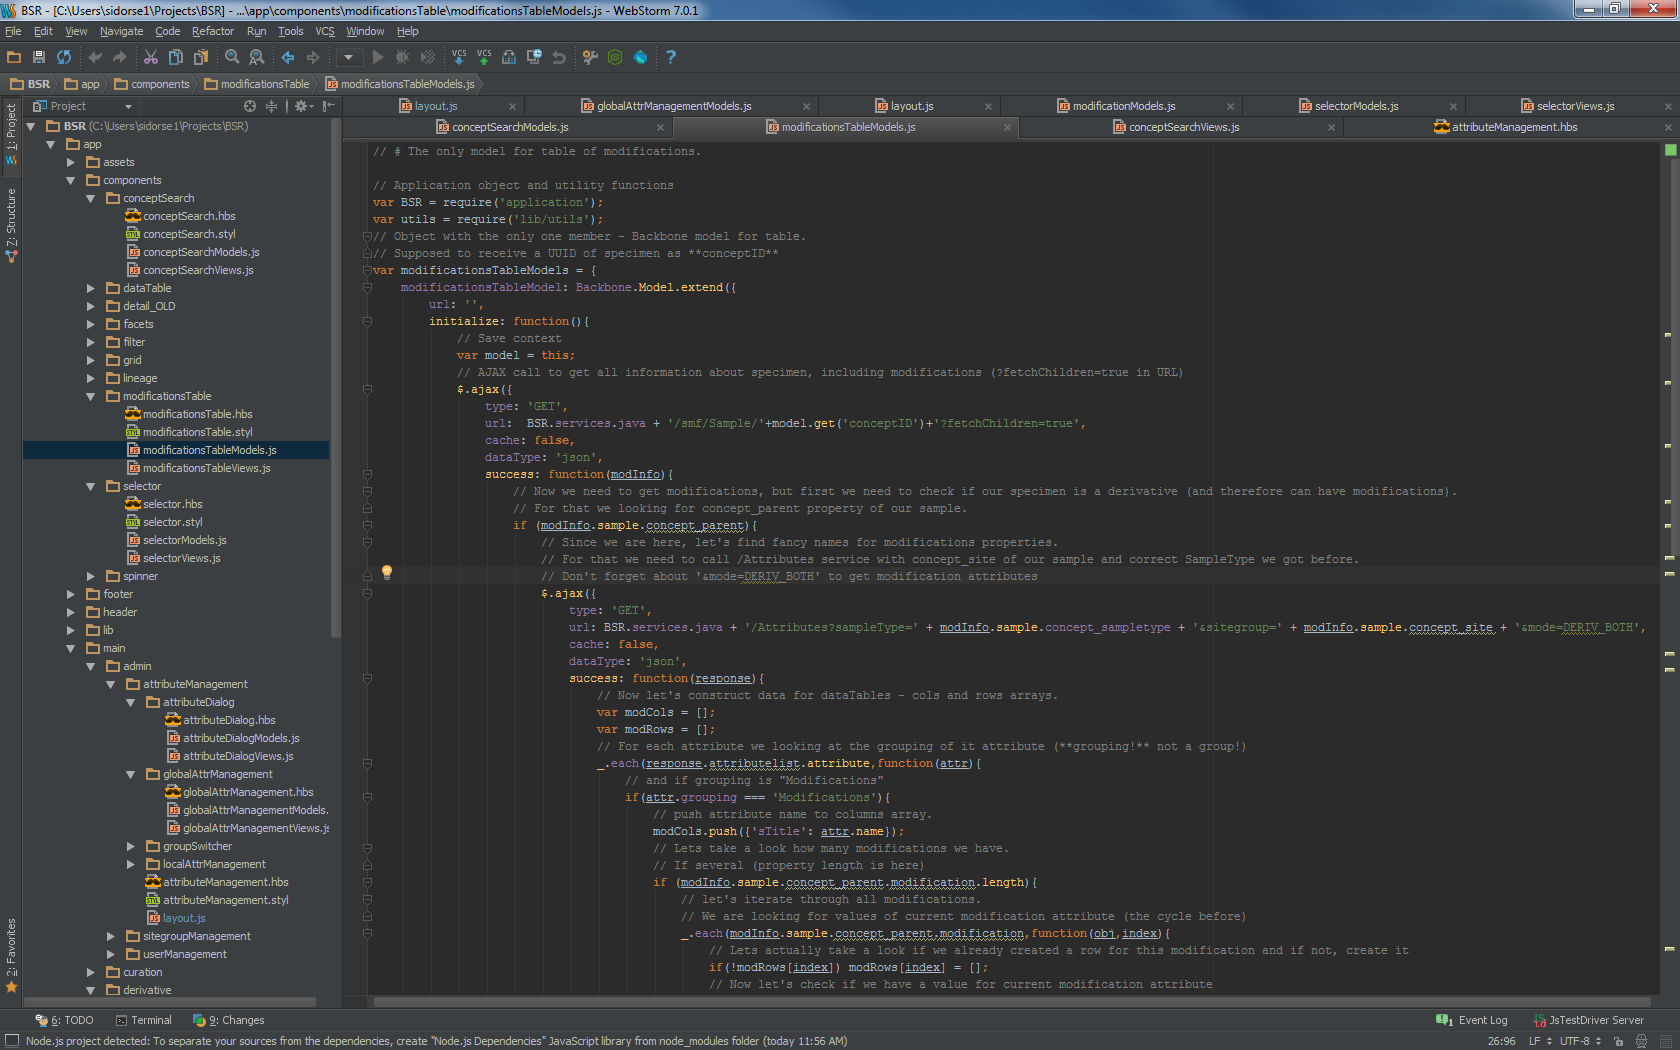 BSR - [C:\Users\sidorse1\Projects\BSR] - ...\app\components\modificationsTable\modificationsTableModels.js - WebStorm 7.0.1
File Edit View Navigate Code Refactor Run Tools VCS Window Help
VCS VCS
BSR app components modificationsTable modificationsTableModels.js
Project
layout.js globalAttrManagementModels.js layout.js modificationModels.js selectorModels.js selectorViews.js
conceptSearchModels.js modificationsTableModels.js conceptSearchViews.js attributeManagement.hbs
1: Project
Z: Structure
2: Favorites
BSR (C:\Users\sidorse1\Projects\BSR)
app
assets
components
conceptSearch
conceptSearch.hbs
conceptSearch.styl
conceptSearchModels.js
conceptSearchViews.js
dataTable
detail_OLD
facets
filter
grid
lineage
modificationsTable
modificationsTable.hbs
modificationsTable.styl
modificationsTableModels.js
modificationsTableViews.js
selector
selector.hbs
selector.styl
selectorModels.js
selectorViews.js
spinner
footer
header
lib
main
admin
attributeManagement
attributeDialog
attributeDialog.hbs
attributeDialogModels.js
attributeDialogViews.js
globalAttrManagement
globalAttrManagement.hbs
globalAttrManagementModels.
globalAttrManagementViews.js
groupSwitcher
localAttrManagement
attributeManagement.hbs
attributeManagement.styl
layout.js
sitegroupManagement
userManagement
curation
derivative
// # The only model for table of modifications.
// Application object and utility functions
var BSR = require('application');
var utils = require('lib/utils');
// Object with the only one member - Backbone model for table.
// Supposed to receive a UUID of specimen as **conceptID**
var modificationsTableModels = {
modificationsTableModel: Backbone.Model.extend({
url: '',
initialize: function(){
// Save context
var model = this;
// AJAX call to get all information about specimen, including modifications (?fetchChildren=true in URL)
$.ajax({
type: 'GET',
url:  BSR.services.java + '/smf/Sample/'+model.get('conceptID')+'?fetchChildren=true',
cache: false,
dataType: 'json',
success: function(modInfo){
// Now we need to get modifications, but first we need to check if our specimen is a derivative (and therefore can have modifications).
// For that we looking for concept_parent property of our sample.
if (modInfo.sample.concept_parent){
// Since we are here, let's find fancy names for modifications properties.
// For that we need to call /Attributes service with concept_site of our sample and correct SampleType we got before.
// Don't forget about '&mode=DERIV_BOTH' to get modification attributes
$.ajax({
type: 'GET',
url: BSR.services.java + '/Attributes?sampleType=' + modInfo.sample.concept_sampletype + '&sitegroup=' + modInfo.sample.concept_site + '&mode=DERIV_BOTH',
cache: false,
dataType: 'json',
success: function(response){
// Now let's construct data for dataTables - cols and rows arrays.
var modCols = [];
var modRows = [];
// For each attribute we looking at the grouping of it attribute (**grouping!** not a group!)
_.each(response.attributelist.attribute,function(attr){
// and if grouping is "Modifications"
if(attr.grouping === 'Modifications'){
// push attribute name to columns array.
modCols.push({'sTitle': attr.name});
// Lets take a look how many modifications we have.
// If several (property length is here)
if (modInfo.sample.concept_parent.modification.length){
// let's iterate through all modifications.
// We are looking for values of current modification attribute (the cycle before)
_.each(modInfo.sample.concept_parent.modification,function(obj,index){
// Lets actually take a look if we already created a row for this modification and if not, create it
if(!modRows[index]) modRows[index] = [];
// Now let's check if we have a value for current modification attribute
6: TODO Terminal 9: Changes 1 Event Log JsTestDriver Server
Node.js project detected: To separate your sources from the dependencies, create "Node.js Dependencies" JavaScript library from node_modules folder (today 11:56 AM) 26:96 LF UTF-8